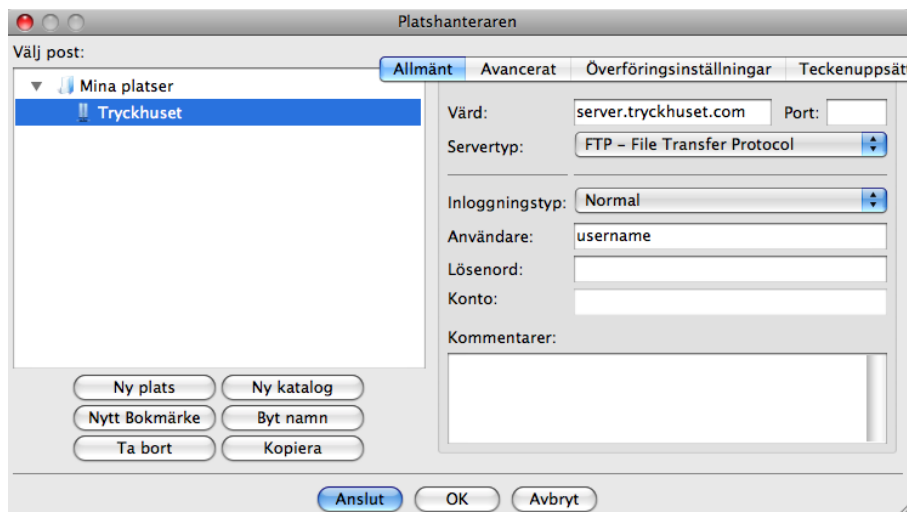 Platshanteraren
Välj post:
Mina platser
Tryckhuset
Ny plats
Ny katalog
Nytt Bokmärke
Byt namn
Ta bort
Kopiera
Allmänt Avancerat Överföringsinställningar Teckenuppsätt
Värd: server.tryckhuset.com Port:
Servertyp: FTP – File Transfer Protocol
Inloggningstyp: Normal
Användare: username
Lösenord:
Konto:
Kommentarer:
Anslut OK Avbryt